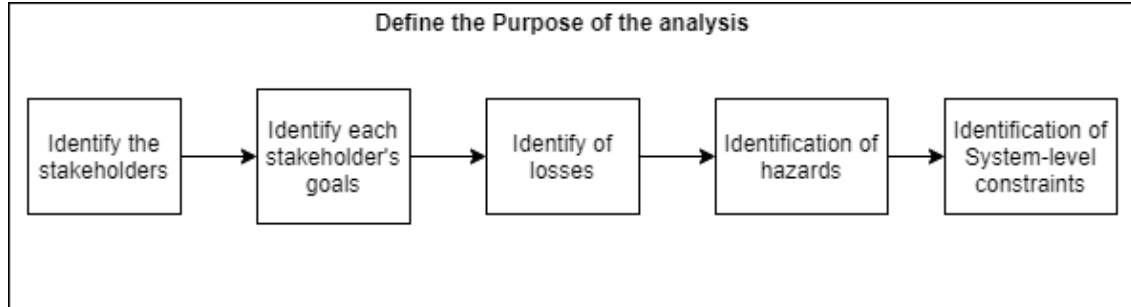 Define the Purpose of the analysis
Identify the
stakeholders
Identify each
stakeholder's
goals
Identify of
losses
Identification of
hazards
Identification of
System-level
constraints